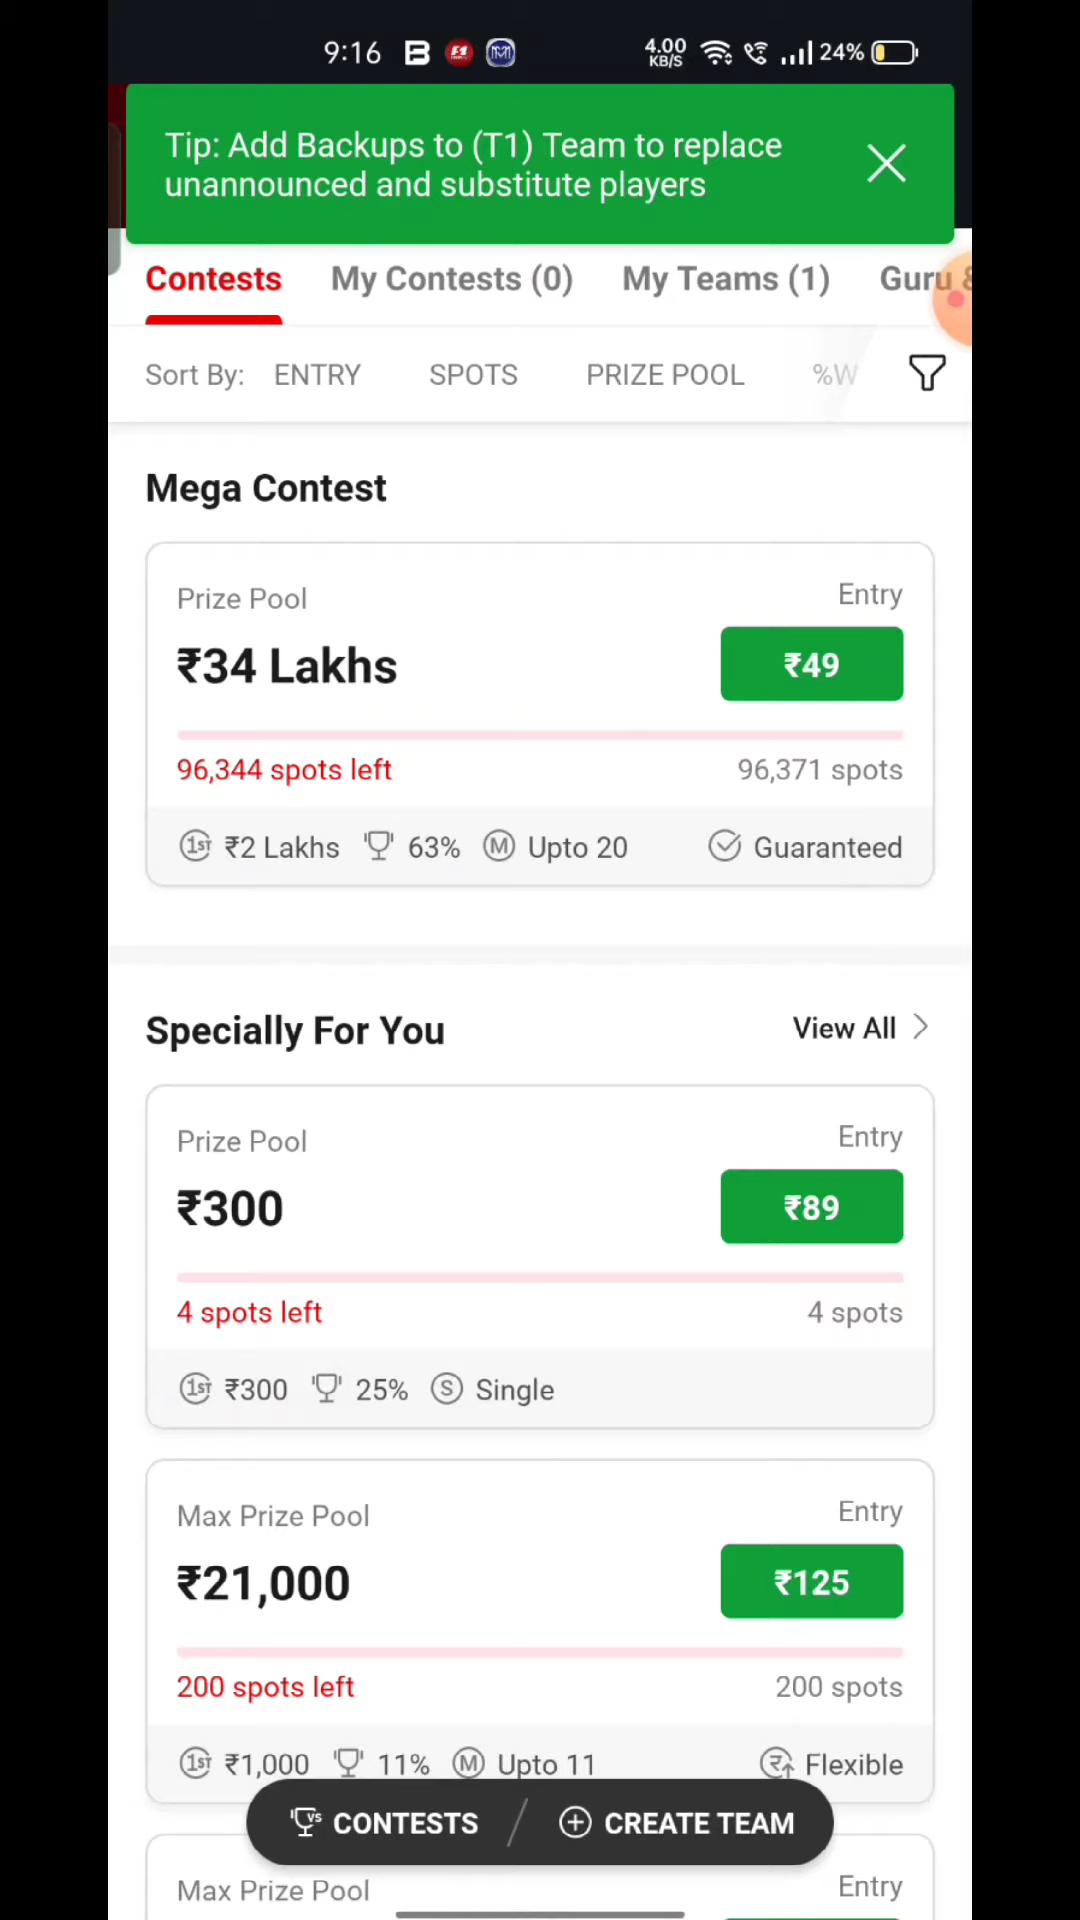 9:16 4.00 KB/S 24%
Tip: Add Backups to (T1) Team to replace
unannounced and substitute players
Contests My Contests (0) My Teams (1) Guru &
Sort By: ENTRY SPOTS PRIZE POOL %W
Mega Contest
Prize Pool Entry
₹34 Lakhs ₹49
96,344 spots left 96,371 spots
1ST ₹2 Lakhs 63% M Upto 20 Guaranteed
Specially For You View All
Prize Pool Entry
₹300 ₹89
4 spots left 4 spots
1ST ₹300 25% S Single
Max Prize Pool Entry
₹21,000 ₹125
200 spots left 200 spots
1ST ₹1,000 11% M Upto 11 Flexible
VS CONTESTS CREATE TEAM
Max Prize Pool Entry